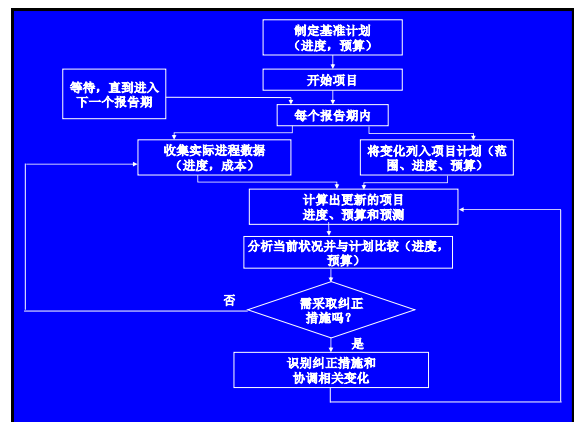 制定基准计划
（进度，预算）
开始项目
等待，直到进入
下一个报告期
每个报告期内
收集实际进程数据
（进度，成本）
将变化列入项目计划（范
围、进度、预算）
计算出更新的项目
进度、预算和预测
分析当前状况并与计划比较（进度，
预算）
否
需采取纠正
措施吗？
是
识别纠正措施和
协调相关变化